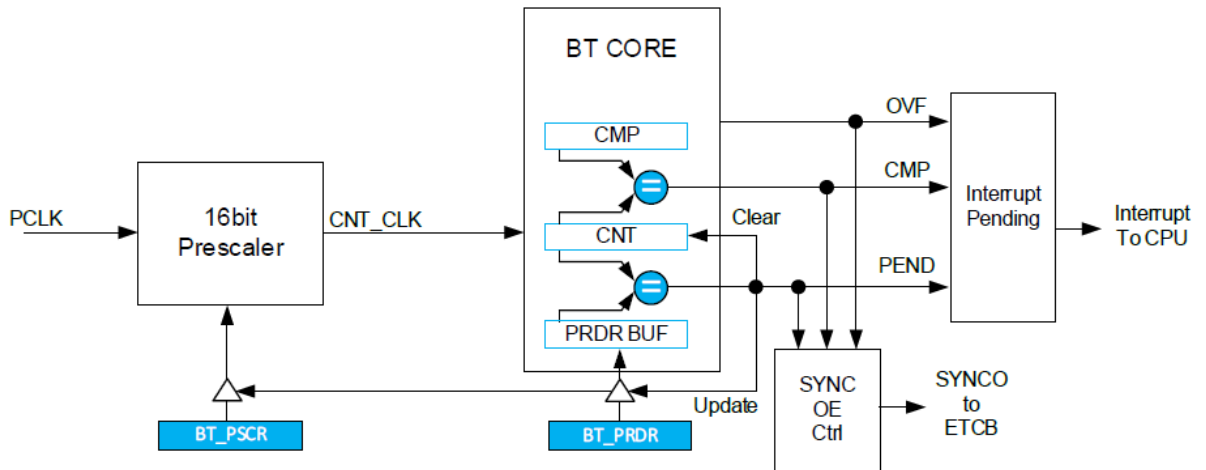 BT CORE
OVF
CMP
CMP
PCLK
16bit
Prescaler
CNT_CLK
Clear
CNT
Interrupt
Pending
Interrupt
To CPU
PEND
PRDR BUF
Update
SYNC
OE
Ctrl
SYNCO
to
ETCB
BT_PSCR
BT_PRDR